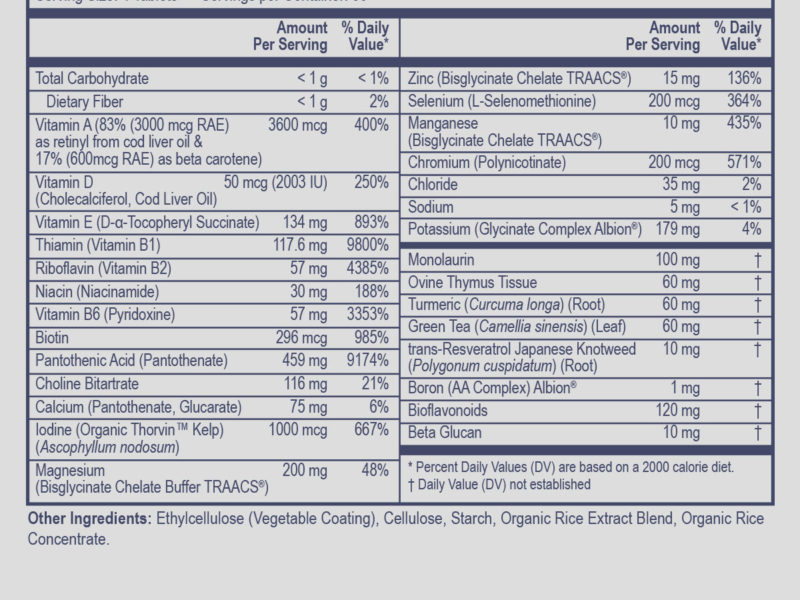 Amount % Daily
Per Serving Value*
Total Carbohydrate < 1 g < 1%
Dietary Fiber < 1 g 2%
Vitamin A (83% (3000 mcg RAE) 3600 mcg 400%
as retinyl from cod liver oil &
17% (600mcg RAE) as beta carotene)
Vitamin D 50 mcg (2003 IU) 250%
(Cholecalciferol, Cod Liver Oil)
Vitamin E (D-α-Tocopheryl Succinate) 134 mg 893%
Thiamin (Vitamin B1) 117.6 mg 9800%
Riboflavin (Vitamin B2) 57 mg 4385%
Niacin (Niacinamide) 30 mg 188%
Vitamin B6 (Pyridoxine) 57 mg 3353%
Biotin 296 mcg 985%
Pantothenic Acid (Pantothenate) 459 mg 9174%
Choline Bitartrate 116 mg 21%
Calcium (Pantothenate, Glucarate) 75 mg 6%
Iodine (Organic Thorvin™ Kelp) 1000 mcg 667%
(Ascophyllum nodosum)
Magnesium 200 mg 48%
(Bisglycinate Chelate Buffer TRAACS®)
Amount % Daily
Per Serving Value*
Zinc (Bisglycinate Chelate TRAACS®) 15 mg 136%
Selenium (L-Selenomethionine) 200 mcg 364%
Manganese 10 mg 435%
(Bisglycinate Chelate TRAACS®)
Chromium (Polynicotinate) 200 mcg 571%
Chloride 35 mg 2%
Sodium 5 mg < 1%
Potassium (Glycinate Complex Albion®) 179 mg 4%
Monolaurin 100 mg †
Ovine Thymus Tissue 60 mg †
Turmeric (Curcuma longa) (Root) 60 mg †
Green Tea (Camellia sinensis) (Leaf) 60 mg †
trans-Resveratrol Japanese Knotweed 10 mg †
(Polygonum cuspidatum) (Root)
Boron (AA Complex) Albion® 1 mg †
Bioflavonoids 120 mg †
Beta Glucan 10 mg †
* Percent Daily Values (DV) are based on a 2000 calorie diet.
† Daily Value (DV) not established
Other Ingredients: Ethylcellulose (Vegetable Coating), Cellulose, Starch, Organic Rice Extract Blend, Organic Rice
Concentrate.